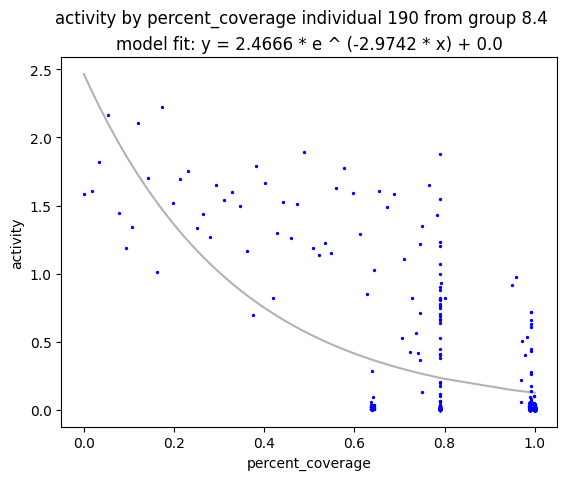 activity by percent_coverage individual 190 from group 8.4
model fit: y = 2.4666 * e ^ (-2.9742 * x) + 0.0
2.5
2.0
1.5
1.0
0.5
0.0
activity
0.0 0.2 0.4 0.6 0.8 1.0
percent_coverage